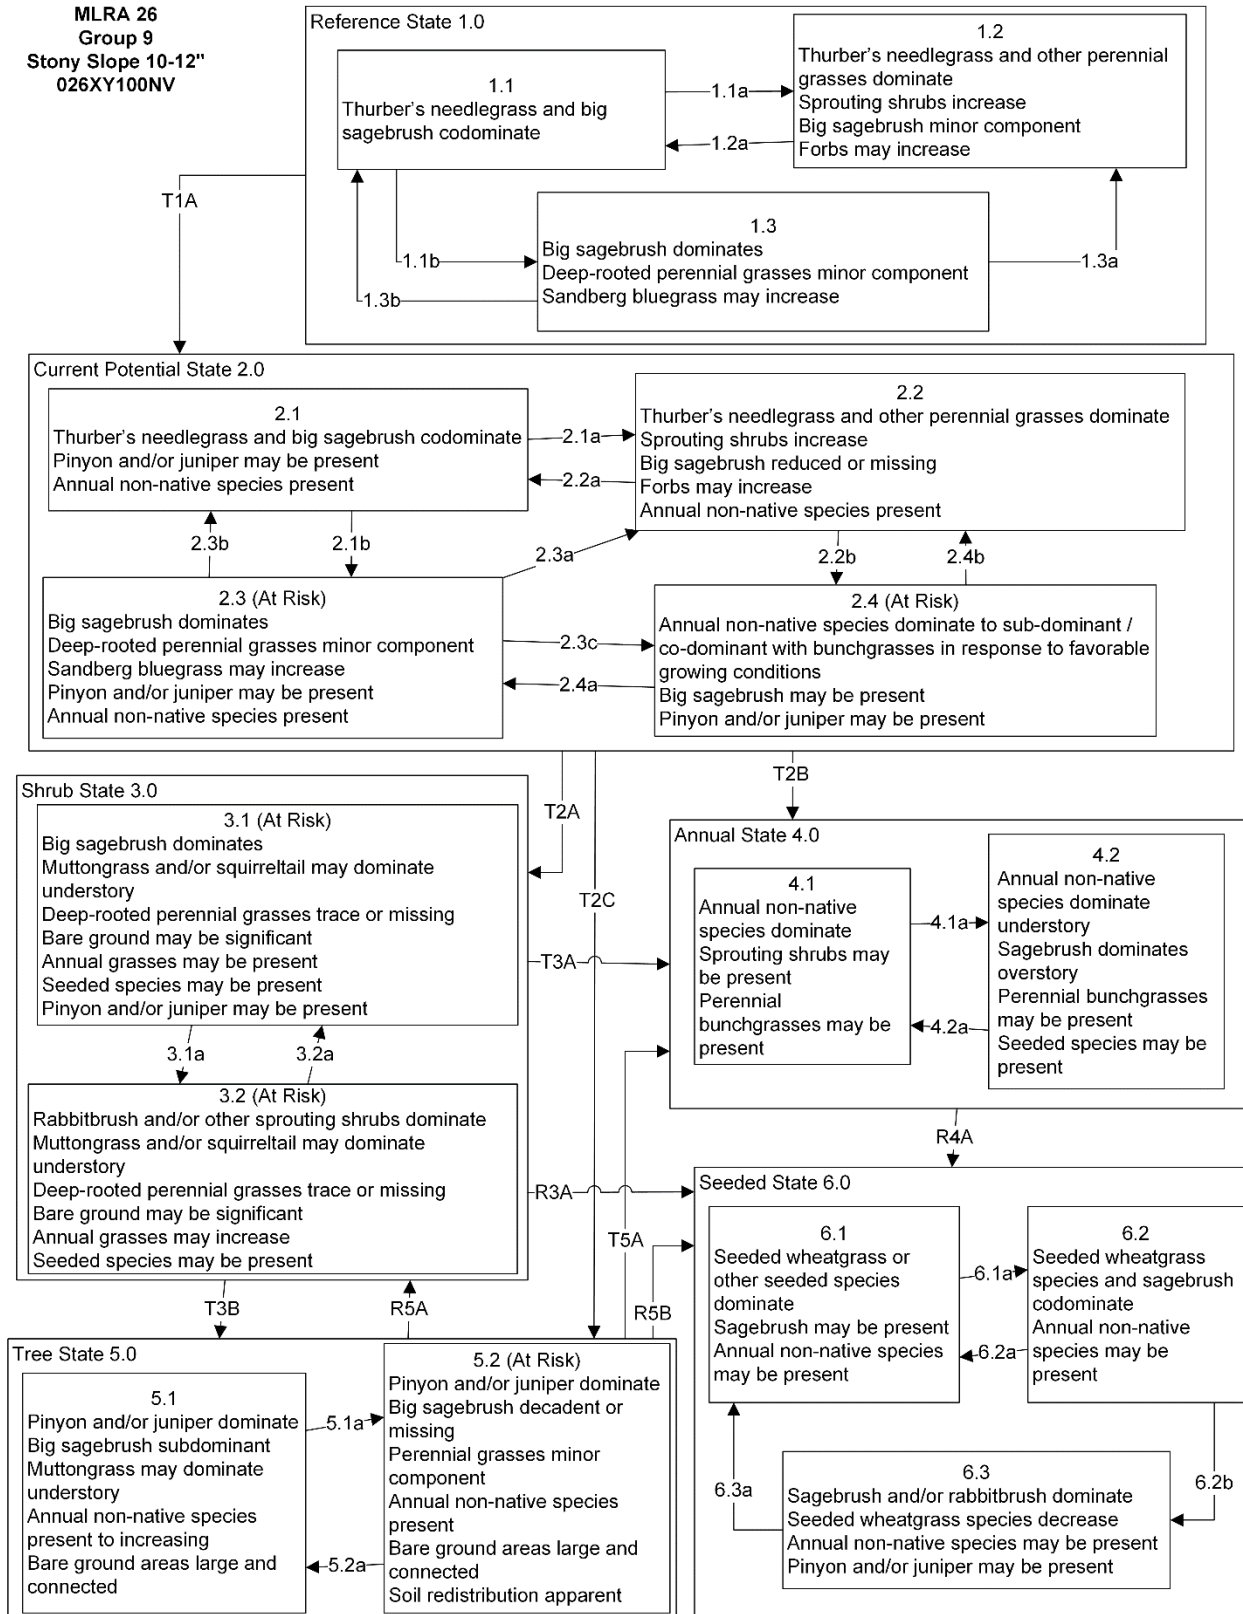 MLRA 26
Group 9
Stony Slope 10-12"
026XY100NV
Reference State 1.0
1.1
Thurber's needlegrass and big
sagebrush codominate
1.1a
1.2a
1.2
Thurber's needlegrass and other perennial
grasses dominate
Sprouting shrubs increase
Big sagebrush minor component
Forbs may increase
1.1b
1.3b
1.3
Big sagebrush dominates
Deep-rooted perennial grasses minor component
Sandberg bluegrass may increase
1.3a
T1A
Current Potential State 2.0
2.1
Thurber's needlegrass and big sagebrush codominate
Pinyon and/or juniper may be present
Annual non-native species present
2.1a
2.2a
2.2
Thurber's needlegrass and other perennial grasses dominate
Sprouting shrubs increase
Big sagebrush reduced or missing
Forbs may increase
Annual non-native species present
2.3b
2.1b
2.3a
2.2b
2.4b
2.3 (At Risk)
Big sagebrush dominates
Deep-rooted perennial grasses minor component
Sandberg bluegrass may increase
Pinyon and/or juniper may be present
Annual non-native species present
2.3c
2.4a
2.4 (At Risk)
Annual non-native species dominate to sub-dominant /
co-dominant with bunchgrasses in response to favorable
growing conditions
Big sagebrush may be present
Pinyon and/or juniper may be present
T2A
T2C
T2B
Shrub State 3.0
3.1 (At Risk)
Big sagebrush dominates
Muttongrass and/or squirreltail may dominate
understory
Deep-rooted perennial grasses trace or missing
Bare ground may be significant
Annual grasses may be present
Seeded species may be present
Pinyon and/or juniper may be present
3.1a
3.2a
3.2 (At Risk)
Rabbitbrush and/or other sprouting shrubs dominate
Muttongrass and/or squirreltail may dominate
understory
Deep-rooted perennial grasses trace or missing
Bare ground may be significant
Annual grasses may increase
Seeded species may be present
T3A
Annual State 4.0
4.1
Annual non-native
species dominate
Sprouting shrubs may
be present
Perennial
bunchgrasses may be
present
4.1a
4.2a
4.2
Annual non-native
species dominate
understory
Sagebrush dominates
overstory
Perennial bunchgrasses
may be present
Seeded species may be
present
R4A
R3A
T5A
R5B
T3B
R5A
Seeded State 6.0
6.1
Seeded wheatgrass or
other seeded species
dominate
Sagebrush may be present
Annual non-native species
may be present
6.1a
6.2a
6.2
Seeded wheatgrass
species and sagebrush
codominate
Annual non-native
species may be
present
6.3a
6.2b
6.3
Sagebrush and/or rabbitbrush dominate
Seeded wheatgrass species decrease
Annual non-native species may be present
Pinyon and/or juniper may be present
Tree State 5.0
5.1
Pinyon and/or juniper dominate
Big sagebrush subdominant
Muttongrass may dominate
understory
Annual non-native species
present to increasing
Bare ground areas large and
connected
5.1a
5.2a
5.2 (At Risk)
Pinyon and/or juniper dominate
Big sagebrush decadent or
missing
Perennial grasses minor
component
Annual non-native species
present
Bare ground areas large and
connected
Soil redistribution apparent